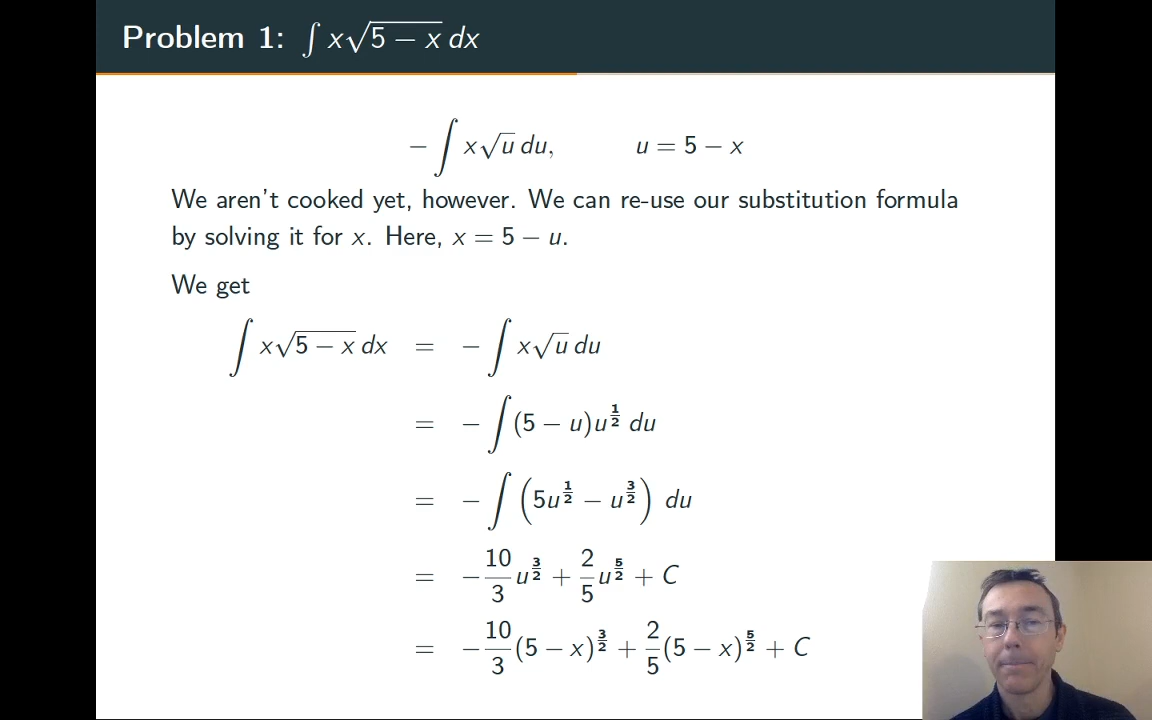 Problem 1: ∫ x√(5 − x) dx
− ∫ x√u du,   u = 5 − x
We aren't cooked yet, however. We can re-use our substitution formula
by solving it for x. Here, x = 5 − u.
We get
∫ x√(5 − x) dx = − ∫ x√u du
= − ∫ (5 − u)u^(1/2) du
= − ∫ (5u^(1/2) − u^(3/2)) du
= −10/3 u^(3/2) + 2/5 u^(5/2) + C
= −10/3 (5 − x)^(3/2) + 2/5 (5 − x)^(5/2) + C